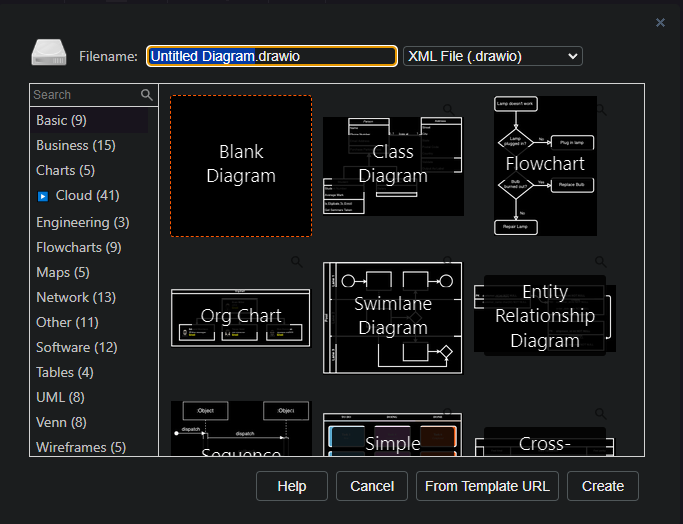 Filename:
Untitled Diagram.drawio
XML File (.drawio)
Search
Basic (9)
Business (15)
Charts (5)
Cloud (41)
Engineering (3)
Flowcharts (9)
Maps (5)
Network (13)
Other (11)
Software (12)
Tables (4)
UML (8)
Venn (8)
Wireframes (5)
Blank
Diagram
Class
Diagram
Lamp doesn't work
Lamp
plugged in?
No
Plug in lamp
Flowchart
Bulb
burned out?
Yes
Replace Bulb
No
Repair Lamp
Org Chart
Swimlane
Diagram
Entity
Relationship
Diagram
:Object
:Object
dispatch
dispatch
Sequence
Simple
Cross-
Help
Cancel
From Template URL
Create